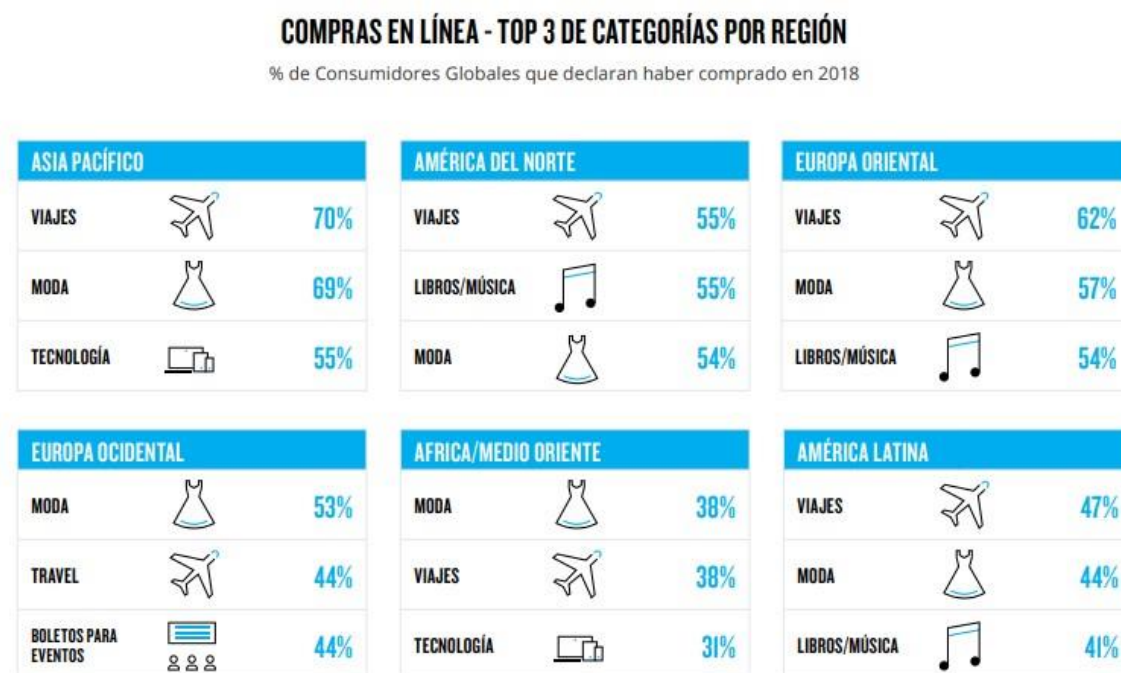 COMPRAS EN LÍNEA - TOP 3 DE CATEGORÍAS POR REGIÓN
% de Consumidores Globales que declaran haber comprado en 2018
ASIA PACÍFICO
VIAJES 70%
MODA 69%
TECNOLOGÍA 55%
AMÉRICA DEL NORTE
VIAJES 55%
LIBROS/MÚSICA 55%
MODA 54%
EUROPA ORIENTAL
VIAJES 62%
MODA 57%
LIBROS/MÚSICA 54%
EUROPA OCIDENTAL
MODA 53%
TRAVEL 44%
BOLETOS PARA
EVENTOS 44%
AFRICA/MEDIO ORIENTE
MODA 38%
VIAJES 38%
TECNOLOGÍA 31%
AMÉRICA LATINA
VIAJES 47%
MODA 44%
LIBROS/MÚSICA 41%